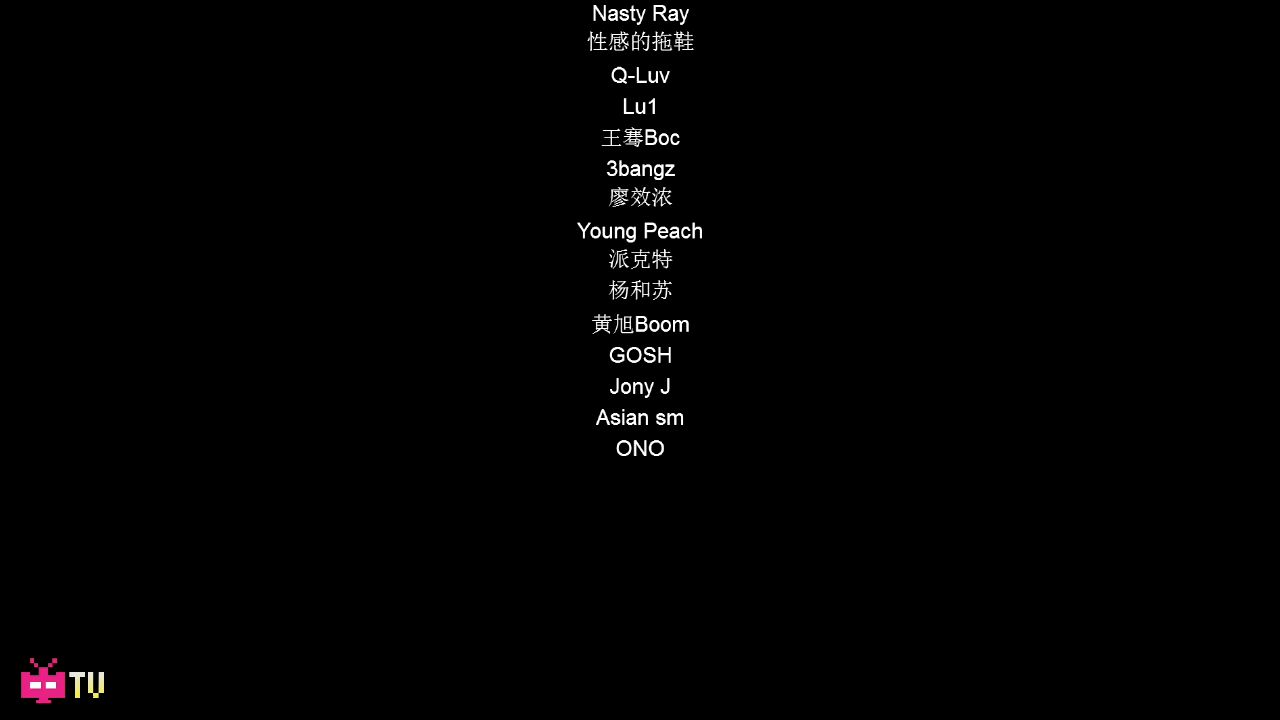 Nasty Ray
性感的拖鞋
Q-Luv
Lu1
王骞Boc
3bangz
廖效浓
Young Peach
派克特
杨和苏
黄旭Boom
GOSH
Jony J
Asian sm
ONO
TV